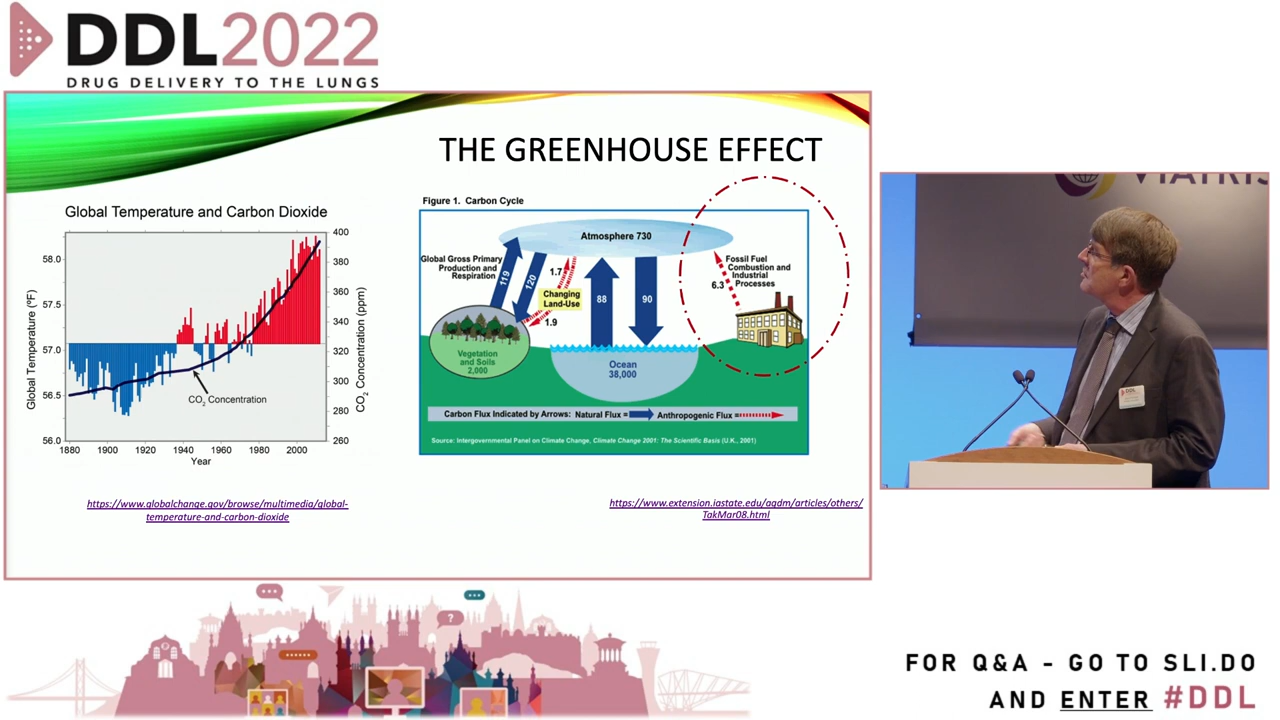 DDL2022
DRUG DELIVERY TO THE LUNGS
THE GREENHOUSE EFFECT
Global Temperature and Carbon Dioxide
Global Temperature (ºF)
58.0
57.5
57.0
56.5
56.0
400
380
360
340
320
300
280
260
CO2 Concentration (ppm)
CO2 Concentration
1880 1900 1920 1940 1960 1980 2000
Year
https://www.globalchange.gov/browse/multimedia/global-
temperature-and-carbon-dioxide
Figure 1. Carbon Cycle
Atmosphere 730
Global Gross Primary
Production and
Respiration
119
120
1.7
Changing
Land-Use
1.9
88
90
Fossil Fuel
Combustion and
Industrial
Processes
6.3
Vegetation
and Soils
2,000
Ocean
38,000
Carbon Flux Indicated by Arrows: Natural Flux = Anthropogenic Flux =
Source: Intergovernmental Panel on Climate Change, Climate Change 2001: The Scientific Basis (U.K., 2001)
https://www.extension.iastate.edu/agdm/articles/others/
TakMar08.html
VIATRIS
DDL
?
FOR Q&A - GO TO SLI.DO
AND ENTER #DDL